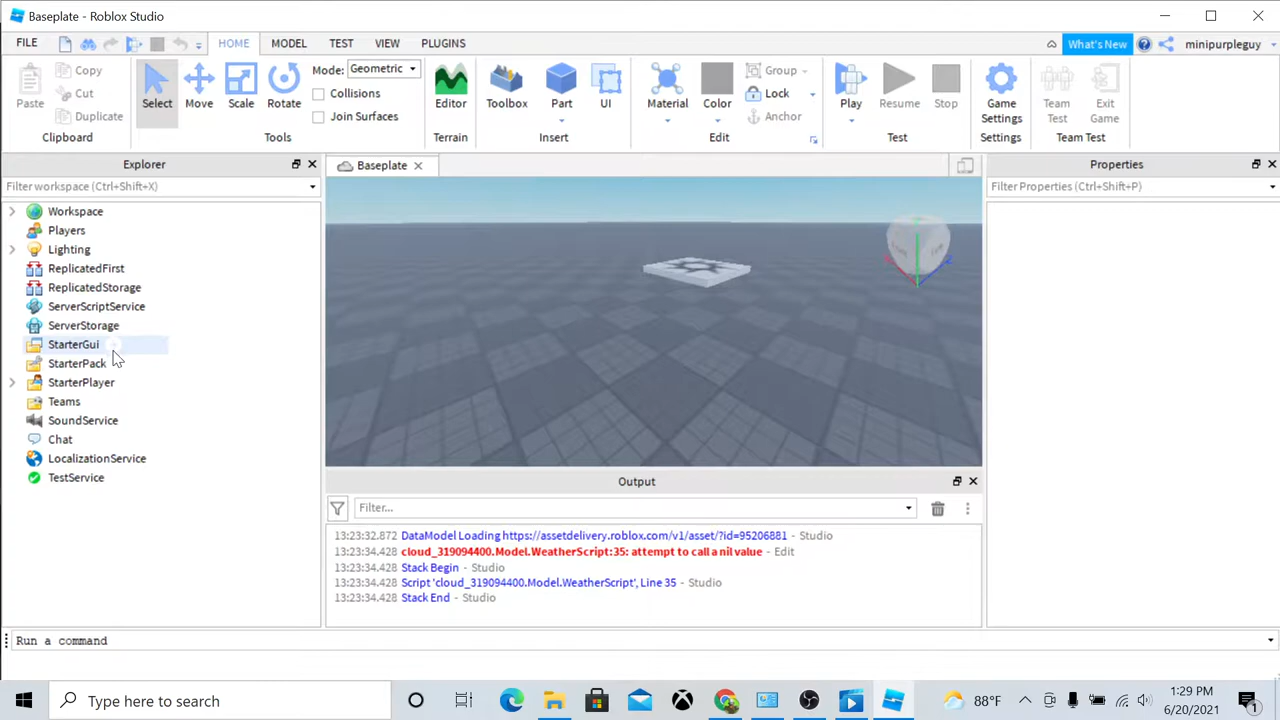 Baseplate - Roblox Studio
FILE HOME MODEL TEST VIEW PLUGINS What's New minipurpleguy
Paste Copy Cut Duplicate
Clipboard
Select Move Scale Rotate
Mode: Geometric
Collisions
Join Surfaces
Tools
Editor
Terrain
Toolbox Part UI
Insert
Material Color Group Lock Anchor
Edit
Play Resume Stop
Test
Game Settings
Settings
Team Test Exit Game
Team Test
Explorer
Filter workspace (Ctrl+Shift+X)
Workspace
Players
Lighting
ReplicatedFirst
ReplicatedStorage
ServerScriptService
ServerStorage
StarterGui
StarterPack
StarterPlayer
Teams
SoundService
Chat
LocalizationService
TestService
Baseplate
Properties
Filter Properties (Ctrl+Shift+P)
Output
Filter...
13:23:32.872 DataModel Loading https://assetdelivery.roblox.com/v1/asset/?id=95206881 - Studio
13:23:34.428 cloud_319094400.Model.WeatherScript:35: attempt to call a nil value - Edit
13:23:34.428 Stack Begin - Studio
13:23:34.428 Script 'cloud_319094400.Model.WeatherScript', Line 35 - Studio
13:23:34.428 Stack End - Studio
Run a command
Type here to search
88°F
1:29 PM
6/20/2021
1